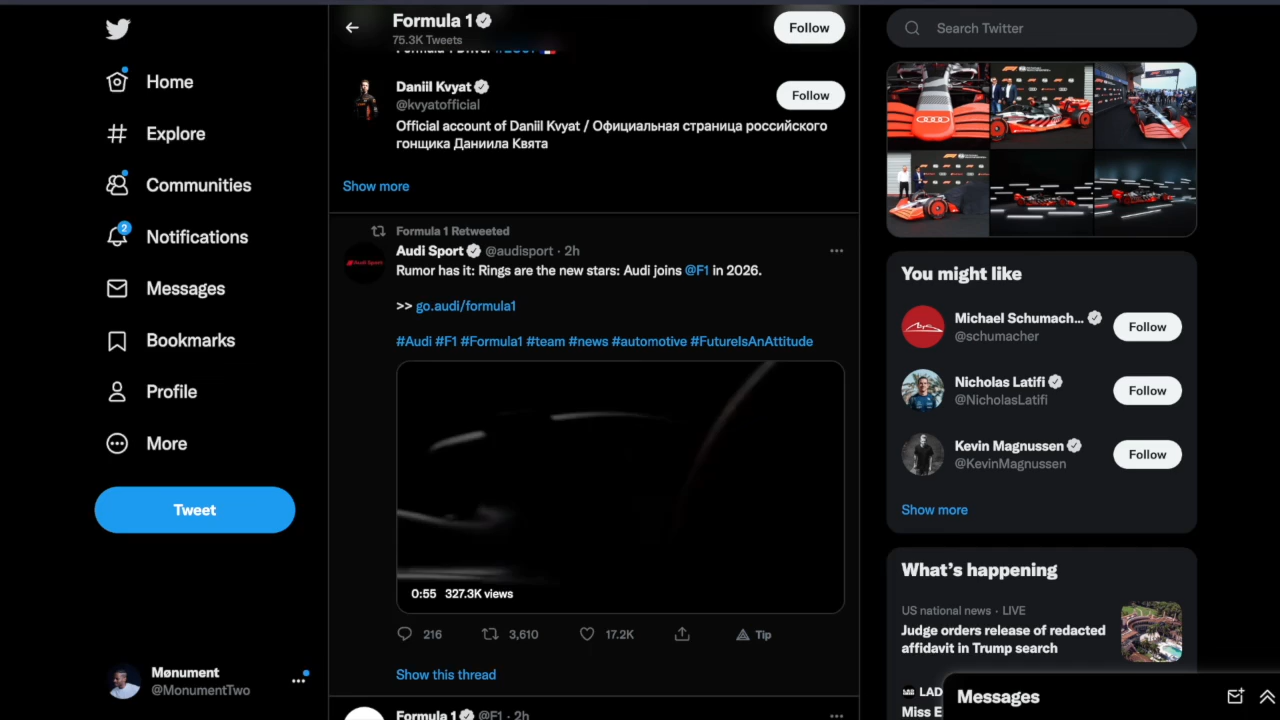 Formula 1
75.3K Tweets
Follow
Search Twitter
Home
Explore
Communities
2
Notifications
Messages
Bookmarks
Profile
More
Tweet
Mønument
@MonumentTwo
Daniil Kvyat
@kvyatofficial
Follow
Official account of Daniil Kvyat / Официальная страница российского
гонщика Даниила Квята
Show more
Formula 1 Retweeted
Audi Sport @audisport · 2h
Rumor has it: Rings are the new stars: Audi joins @F1 in 2026.
>> go.audi/formula1
#Audi #F1 #Formula1 #team #news #automotive #FutureIsAnAttitude
Audi Sport
0:55 327.3K views
216 3,610 17.2K Tip
Show this thread
Formula 1 @F1 · 2h
You might like
Michael Schumach...
@schumacher
Follow
Nicholas Latifi
@NicholasLatifi
Follow
Kevin Magnussen
@KevinMagnussen
Follow
Show more
What's happening
US national news · LIVE
Judge orders release of redacted
affidavit in Trump search
LAD
Miss E
Messages